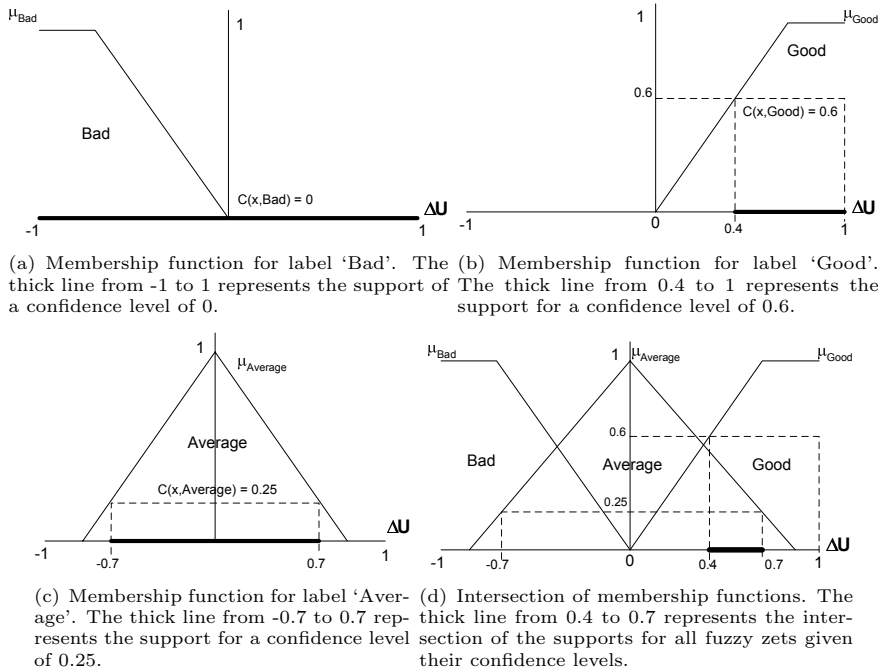 μBad
1
Bad
C(x,Bad) = 0
-1
1
ΔU
μGood
1
Good
0.6
C(x,Good) = 0.6
-1
0
0.4
1
ΔU
(a) Membership function for label ‘Bad’. The
thick line from -1 to 1 represents the support of
a confidence level of 0.
(b) Membership function for label ‘Good’.
The thick line from 0.4 to 1 represents the
support for a confidence level of 0.6.
1
μAverage
Average
C(x,Average) = 0.25
-1
-0.7
0.7
1
ΔU
μBad
1
μAverage
μGood
0.6
Bad
Average
Good
0.25
-1
-0.7
0
0.4
0.7
1
ΔU
(c) Membership function for label ‘Aver-
age’. The thick line from -0.7 to 0.7 rep-
resents the support for a confidence level
of 0.25.
(d) Intersection of membership functions. The
thick line from 0.4 to 0.7 represents the inter-
section of the supports for all fuzzy zets given
their confidence levels.